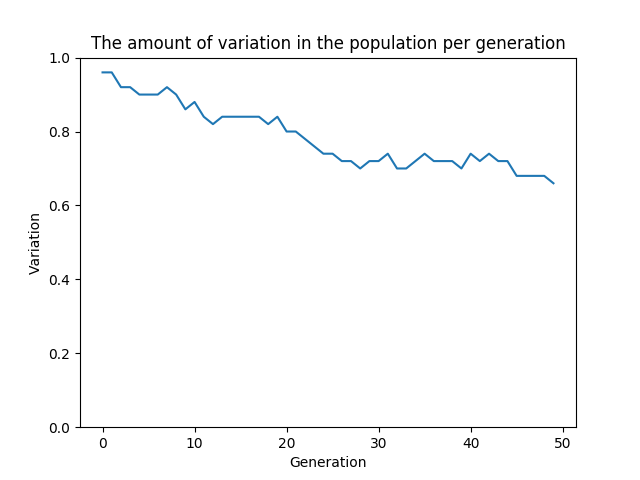 The amount of variation in the population per generation
1.0
0.8
0.6
0.4
0.2
0.0
Variation
0 10 20 30 40 50
Generation